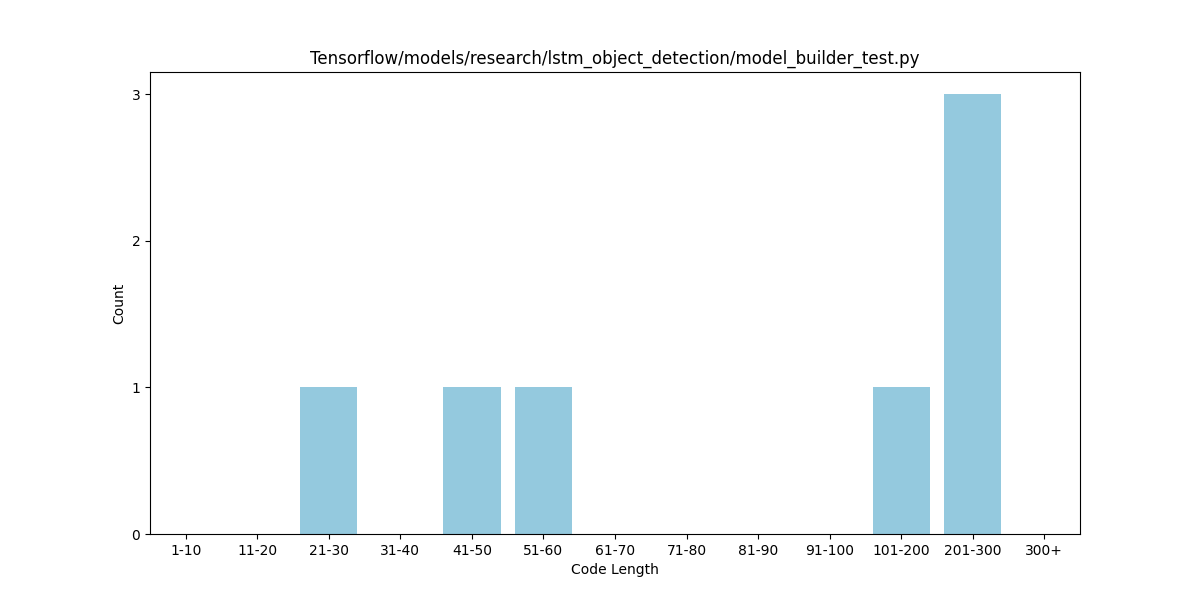 Tensorflow/models/research/lstm_object_detection/model_builder_test.py
3
2
1
0
Count
1-10 11-20 21-30 31-40 41-50 51-60 61-70 71-80 81-90 91-100 101-200 201-300 300+
Code Length